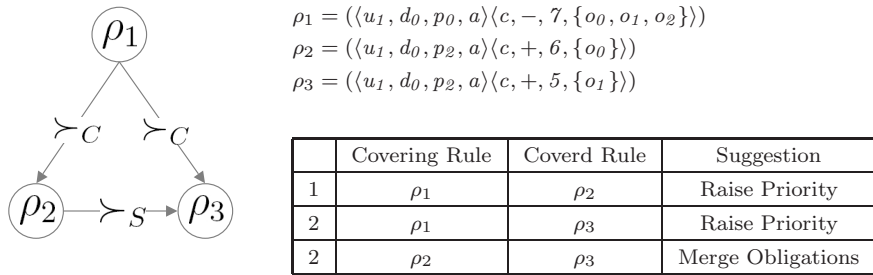 ρ1
≻C ≻C
ρ2 ≻S ρ3
ρ1 = (⟨u1, d0, p0, a⟩⟨c, −, 7, {o0, o1, o2}⟩)
ρ2 = (⟨u1, d0, p2, a⟩⟨c, +, 6, {o0}⟩)
ρ3 = (⟨u1, d0, p2, a⟩⟨c, +, 5, {o1}⟩)
Covering Rule Coverd Rule Suggestion
1 ρ1 ρ2 Raise Priority
2 ρ1 ρ3 Raise Priority
2 ρ2 ρ3 Merge Obligations